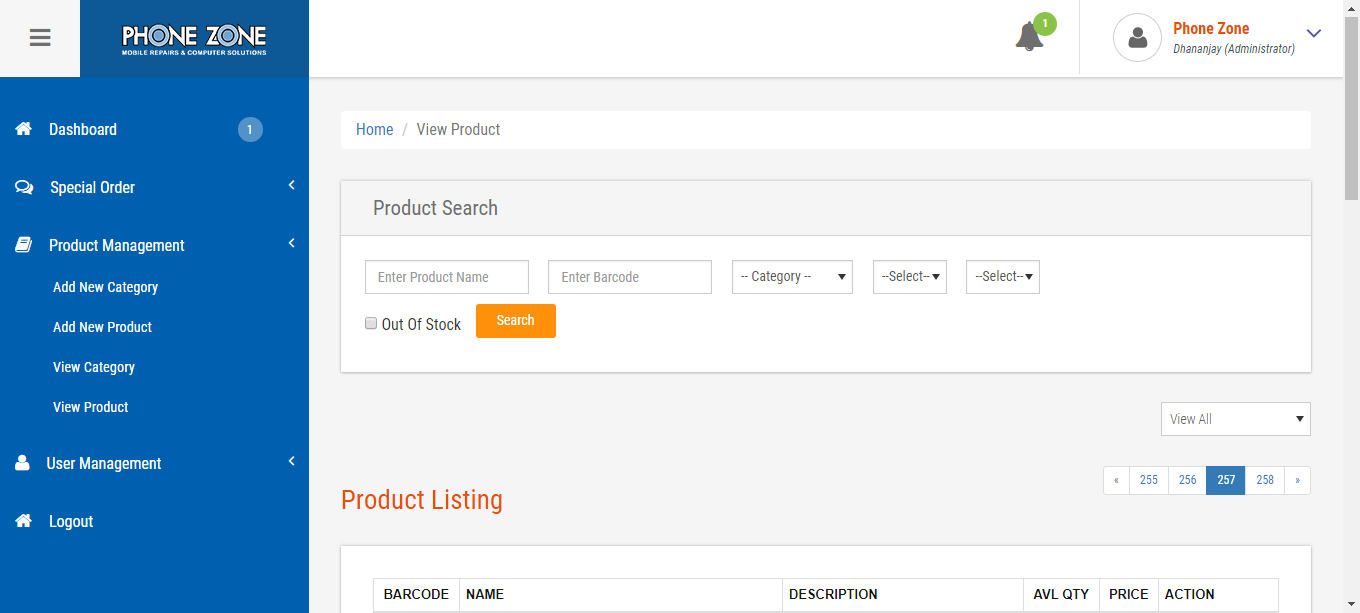 PHONE ZONE
MOBILE REPAIRS & COMPUTER SOLUTIONS
1
Phone Zone
Dhananjay (Administrator)
Dashboard 1
Special Order
Product Management
Add New Category
Add New Product
View Category
View Product
User Management
Logout
Home / View Product
Product Search
Enter Product Name Enter Barcode -- Category -- --Select-- --Select--
Out Of Stock Search
View All
« 255 256 257 258 »
Product Listing
BARCODE NAME DESCRIPTION AVL QTY PRICE ACTION